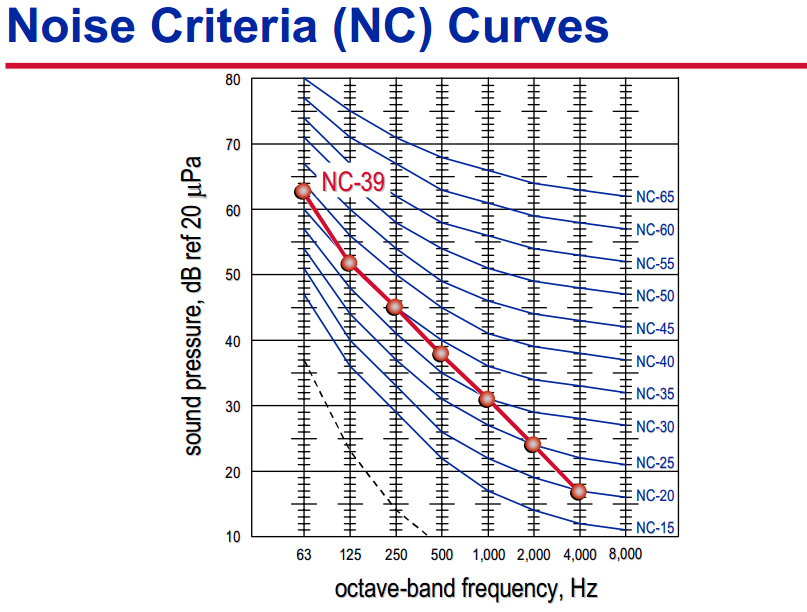 Noise Criteria (NC) Curves
80
70
60
50
40
30
20
10
sound pressure, dB ref 20 µPa
NC-39
NC-65
NC-60
NC-55
NC-50
NC-45
NC-40
NC-35
NC-30
NC-25
NC-20
NC-15
63 125 250 500 1,000 2,000 4,000 8,000
octave-band frequency, Hz